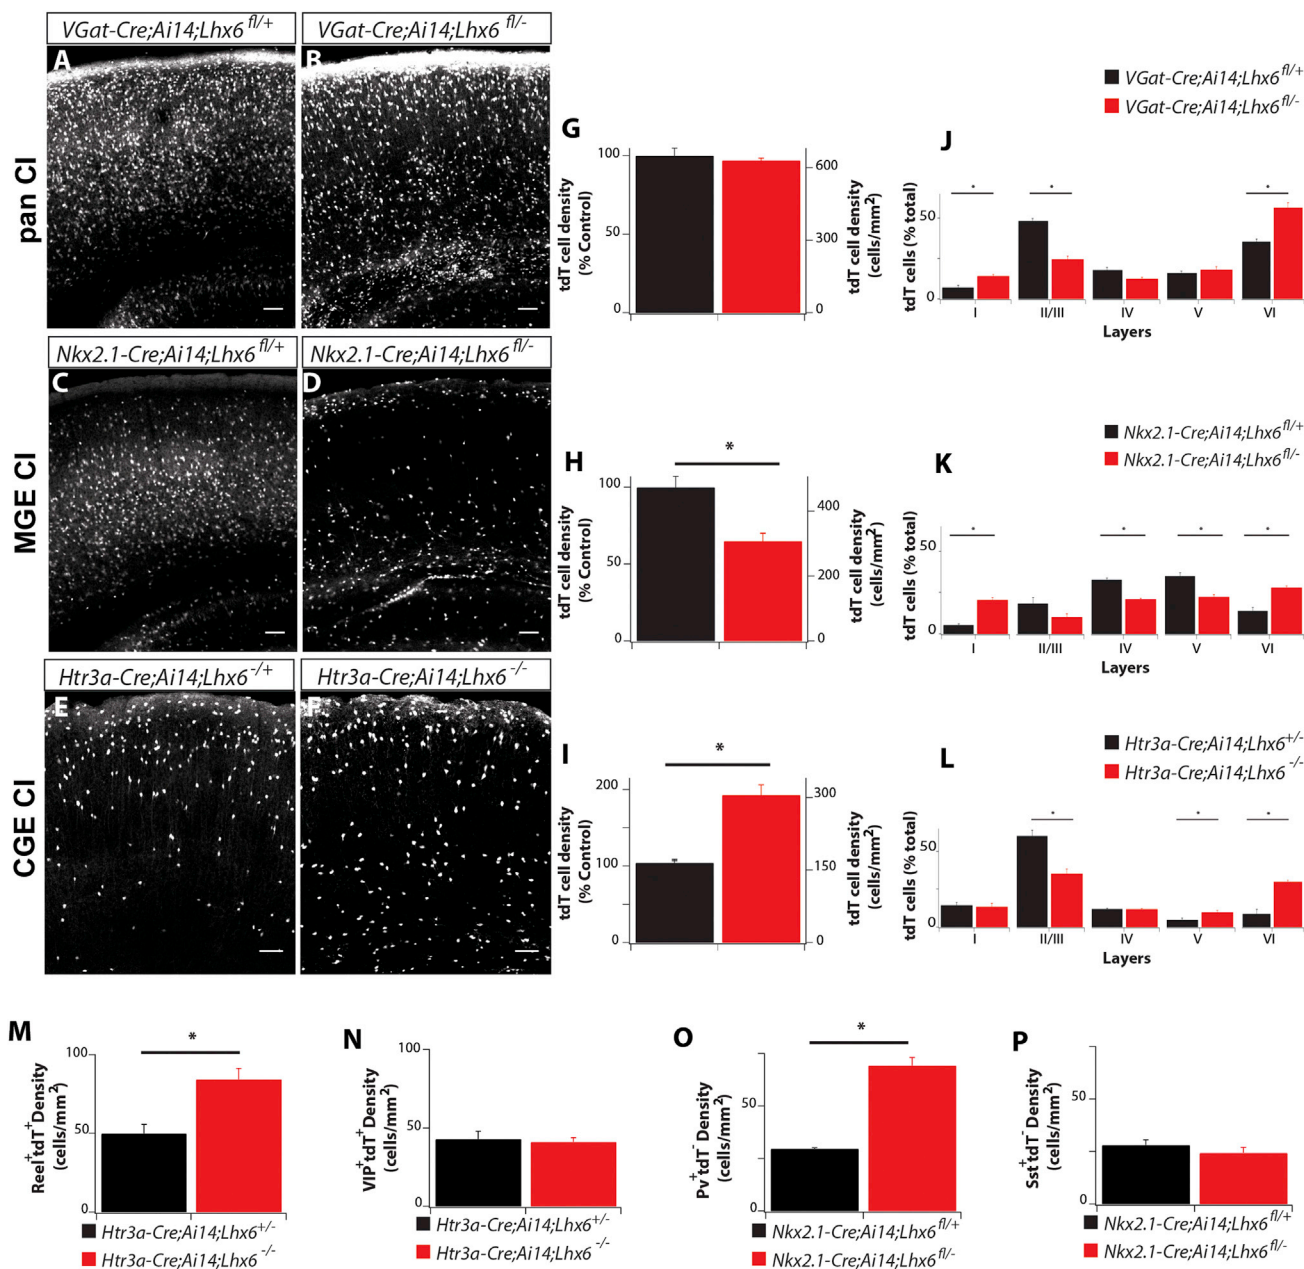 VGat-Cre;Ai14;Lhx6 fl/+
VGat-Cre;Ai14;Lhx6 fl/-
A
B
pan CI
G
tdT cell density
(% Control)
100
50
0
600
300
0
tdT cell density
(cells/mm2)
VGat-Cre;Ai14;Lhx6 fl/+
VGat-Cre;Ai14;Lhx6 fl/-
J
tdT cells (% total)
50
0
*
*
*
I
II/III
IV
V
VI
Layers
Nkx2.1-Cre;Ai14;Lhx6 fl/+
Nkx2.1-Cre;Ai14;Lhx6 fl/-
C
D
MGE CI
H
*
tdT cell density
(% Control)
100
50
0
400
200
0
tdT cell density
(cells/mm2)
Nkx2.1-Cre;Ai14;Lhx6 fl/+
Nkx2.1-Cre;Ai14;Lhx6 fl/-
K
tdT cells (% total)
50
0
*
*
*
*
I
II/III
IV
V
VI
Layers
Htr3a-Cre;Ai14;Lhx6 -/+
Htr3a-Cre;Ai14;Lhx6 -/-
E
F
CGE CI
I
*
tdT cell density
(% Control)
200
100
0
300
150
0
tdT cell density
(cells/mm2)
Htr3a-Cre;Ai14;Lhx6 +/-
Htr3a-Cre;Ai14;Lhx6 -/-
L
tdT cells (% total)
50
0
*
*
*
I
II/III
IV
V
VI
Layers
M
*
Reel+tdT+ Density
(cells/mm2)
100
50
0
Htr3a-Cre;Ai14;Lhx6 +/-
Htr3a-Cre;Ai14;Lhx6 -/-
N
VIP+tdT+ Density
(cells/mm2)
100
50
0
Htr3a-Cre;Ai14;Lhx6 +/-
Htr3a-Cre;Ai14;Lhx6 -/-
O
*
Pv+tdT- Density
(cells/mm2)
50
0
Nkx2.1-Cre;Ai14;Lhx6 fl/+
Nkx2.1-Cre;Ai14;Lhx6 fl/-
P
Sst+tdT- Density
(cells/mm2)
50
0
Nkx2.1-Cre;Ai14;Lhx6 fl/+
Nkx2.1-Cre;Ai14;Lhx6 fl/-